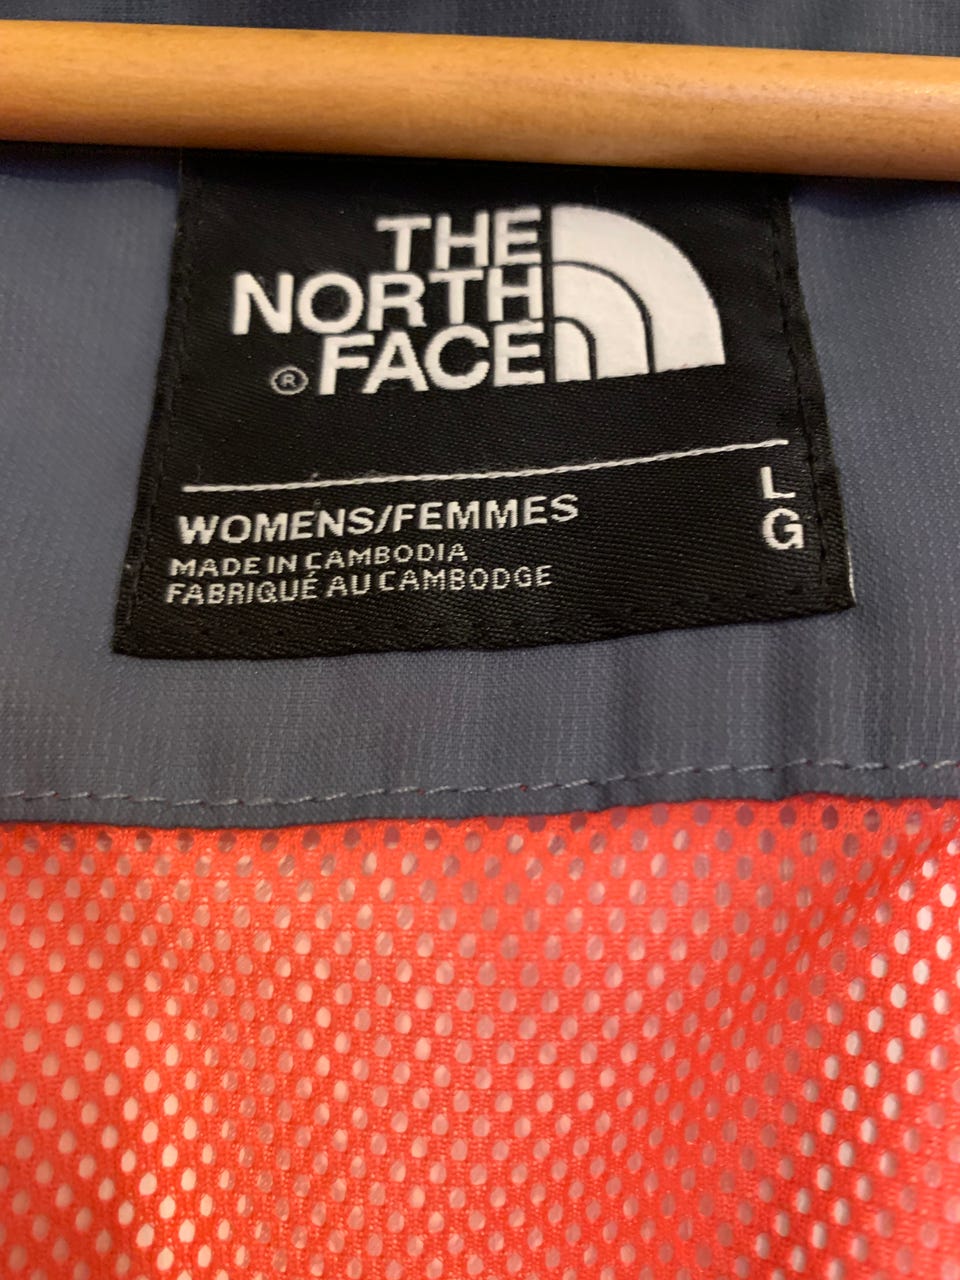 THE
NORTH
FACE
®
WOMENS/FEMMES
MADE IN CAMBODIA
FABRIQUÉ AU CAMBODGE
L
G